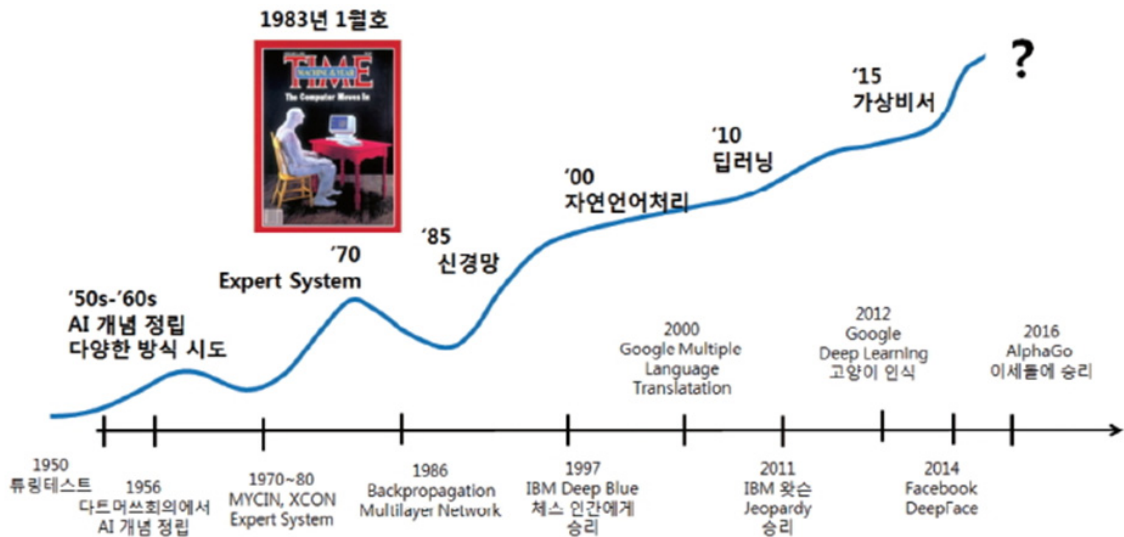 1983년 1월호
MACHINE OF THE YEAR
TIME
The Computer Moves In
?
'15
가상비서
'10
딥러닝
'00
자연언어처리
'85
신경망
'70
Expert System
'50s-'60s
AI 개념 정립
다양한 방식 시도
2000
Google Multiple
Language
Translatation
2012
Google
Deep Learning
고양이 인식
2016
AlphaGo
이세돌에 승리
1950
튜링테스트
1956
다트머쓰회의에서
AI 개념 정립
1970~80
MYCIN, XCON
Expert System
1986
Backpropagation
Multilayer Network
1997
IBM Deep Blue
체스 인간에게
승리
2011
IBM 왓슨
Jeopardy
승리
2014
Facebook
DeepFace